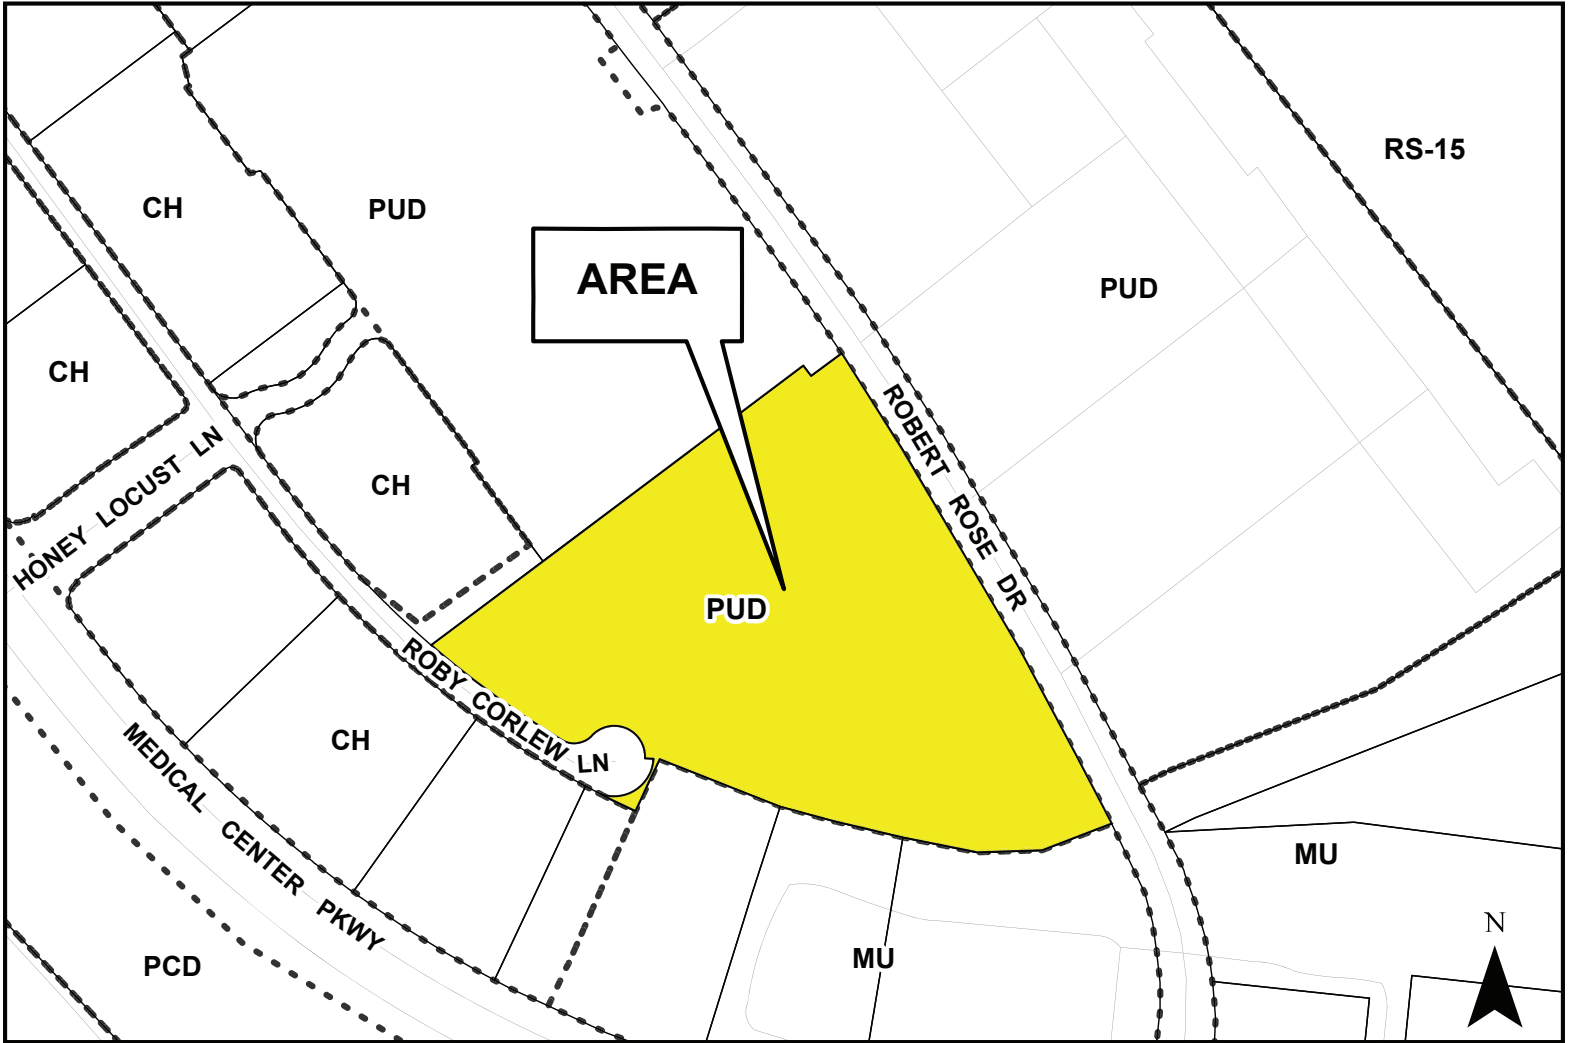 RS-15
CH
PUD
AREA
PUD
CH
ROBERT ROSE DR
HONEY LOCUST LN
CH
PUD
ROBY CORLEW LN
CH
MEDICAL CENTER PKWY
MU
MU
PCD
N